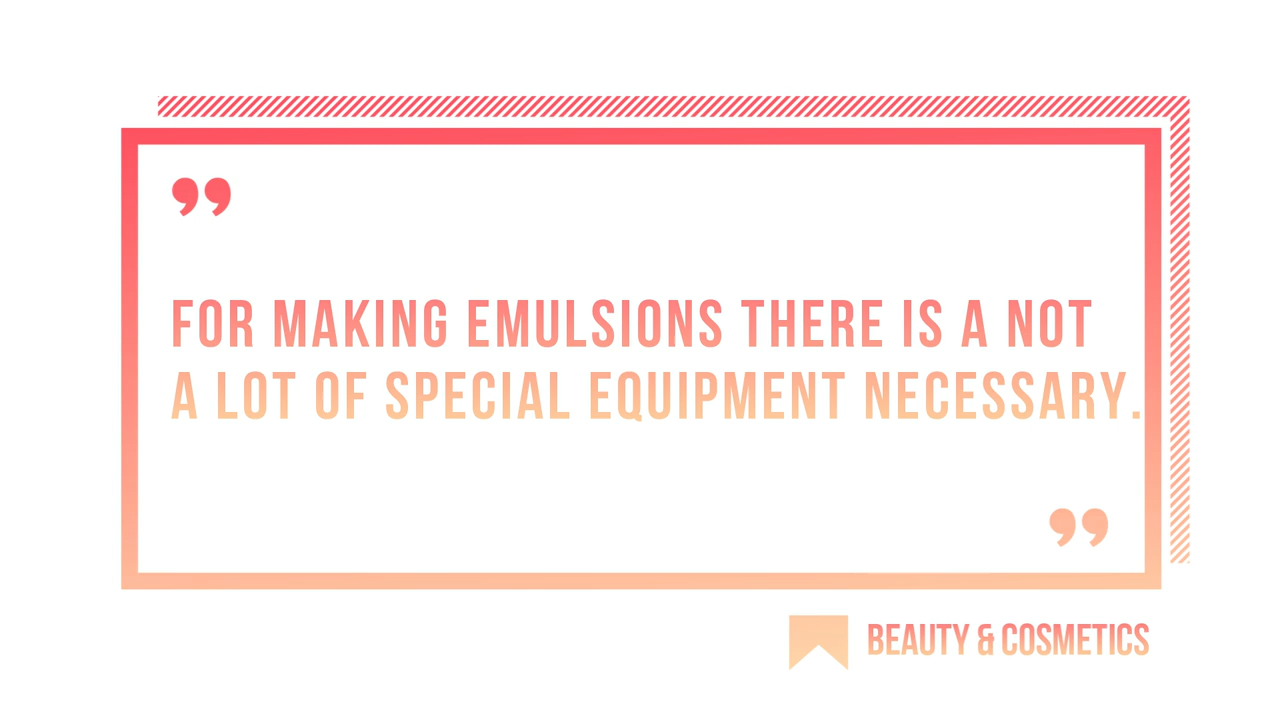 ”
FOR MAKING EMULSIONS THERE IS A NOT
A LOT OF SPECIAL EQUIPMENT NECESSARY.
”
BEAUTY & COSMETICS